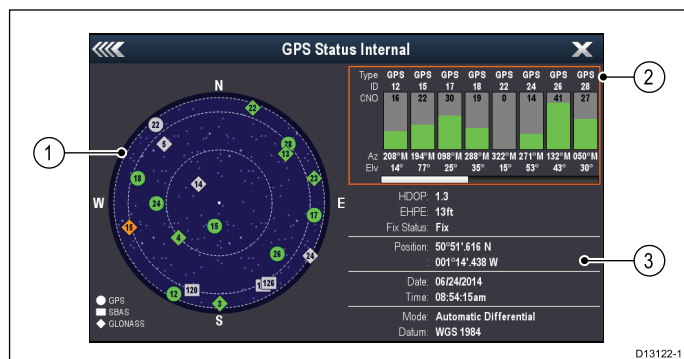 GPS Status Internal
N
W
E
S
22
22
5
28
13
18
14
23
24
17
15
15
4
26
24
12
120
126
3
GPS
SBAS
GLONASS
Type GPS GPS GPS GPS GPS GPS GPS GPS
ID 12 15 17 18 22 24 26 28
CNO 16 22 30 19 0 14 41 27
Az 208°M 194°M 098°M 288°M 322°M 271°M 132°M 050°M
Elv 14° 77° 25° 35° 15° 53° 43° 30°
HDOP: 1.3
EHPE: 13ft
Fix Status: Fix
Position: 50°51'.616 N
: 001°14'.438 W
Date: 06/24/2014
Time: 08:54:15am
Mode: Automatic Differential
Datum: WGS 1984
1
2
3
D13122-1